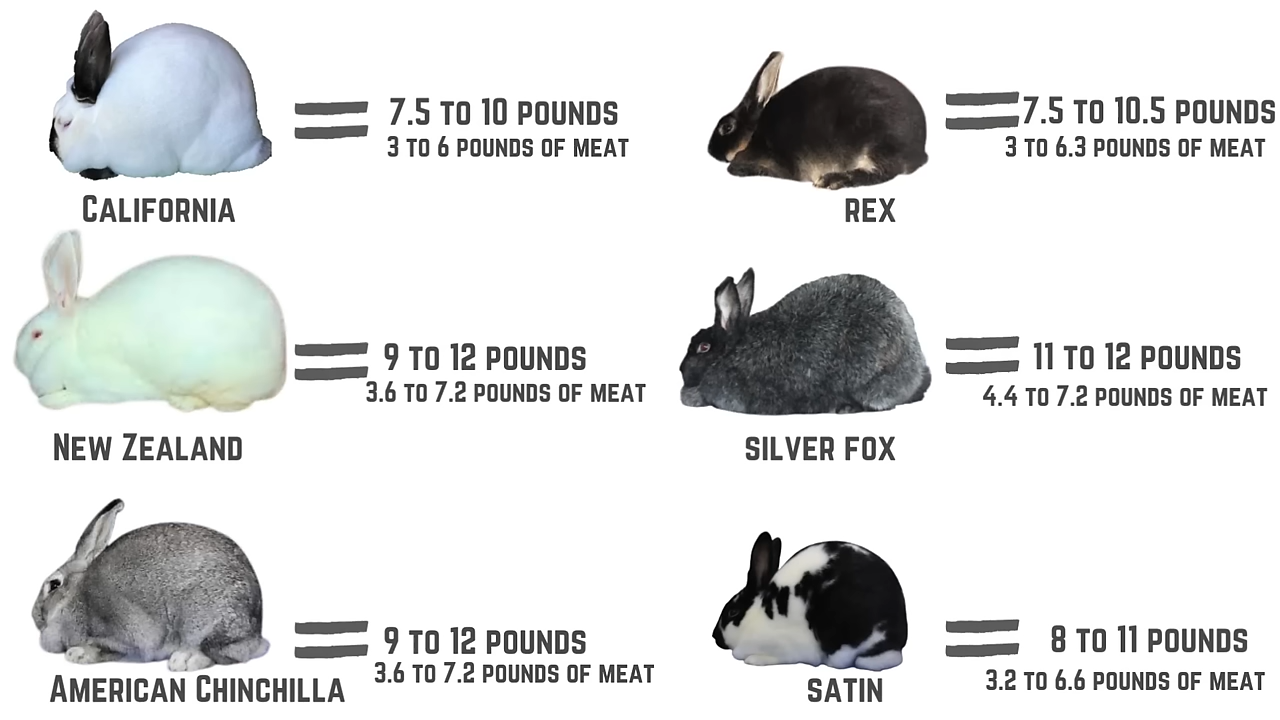 7.5 TO 10 POUNDS
3 TO 6 POUNDS OF MEAT
CALIFORNIA
7.5 TO 10.5 POUNDS
3 TO 6.3 POUNDS OF MEAT
REX
9 TO 12 POUNDS
3.6 TO 7.2 POUNDS OF MEAT
NEW ZEALAND
11 TO 12 POUNDS
4.4 TO 7.2 POUNDS OF MEAT
SILVER FOX
9 TO 12 POUNDS
3.6 TO 7.2 POUNDS OF MEAT
AMERICAN CHINCHILLA
8 TO 11 POUNDS
3.2 TO 6.6 POUNDS OF MEAT
SATIN